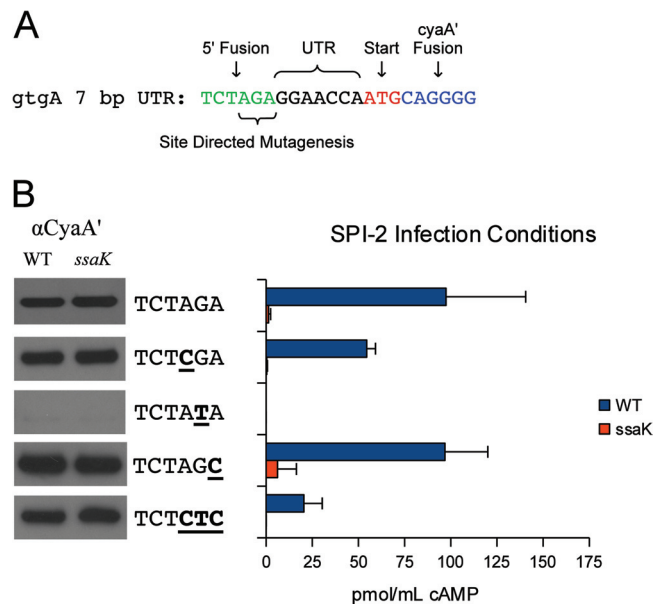 A
5' Fusion
UTR
Start
cyaA'
Fusion
gtgA 7 bp UTR: TCTAGAGGAACCAATGCAGGGG
Site Directed Mutagenesis
B
αCyaA'
WT ssaK
SPI-2 Infection Conditions
TCTAGA
TCTCGA
TCTATA
TCTAGC
TCTCTC
WT
ssaK
0 25 50 75 100 125 150 175
pmol/mL cAMP